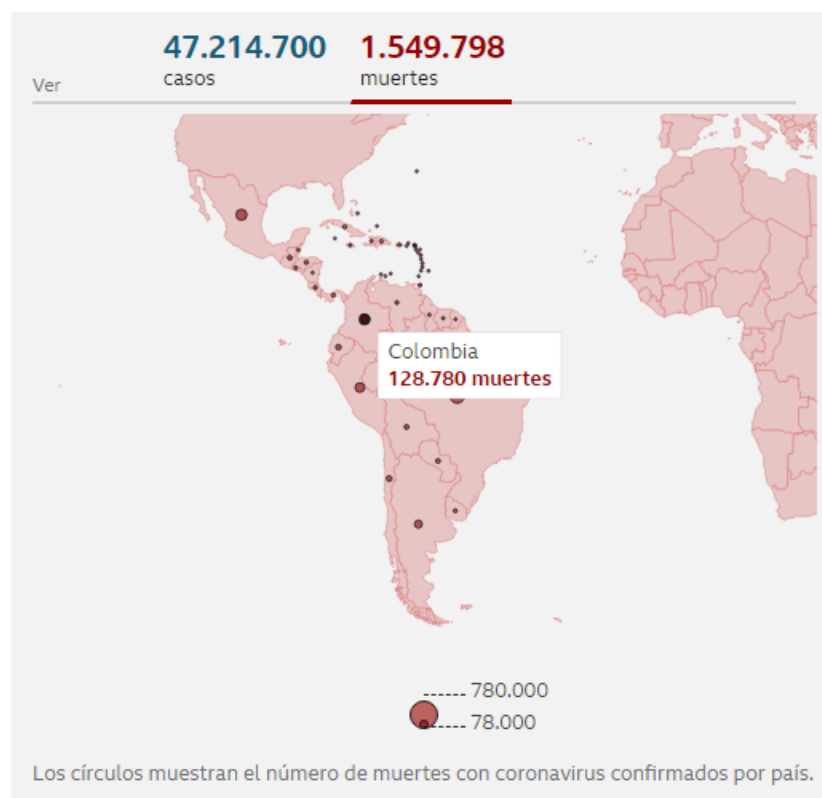 47.214.700 1.549.798
Ver casos muertes
Colombia
128.780 muertes
780.000
78.000
Los círculos muestran el número de muertes con coronavirus confirmados por país.